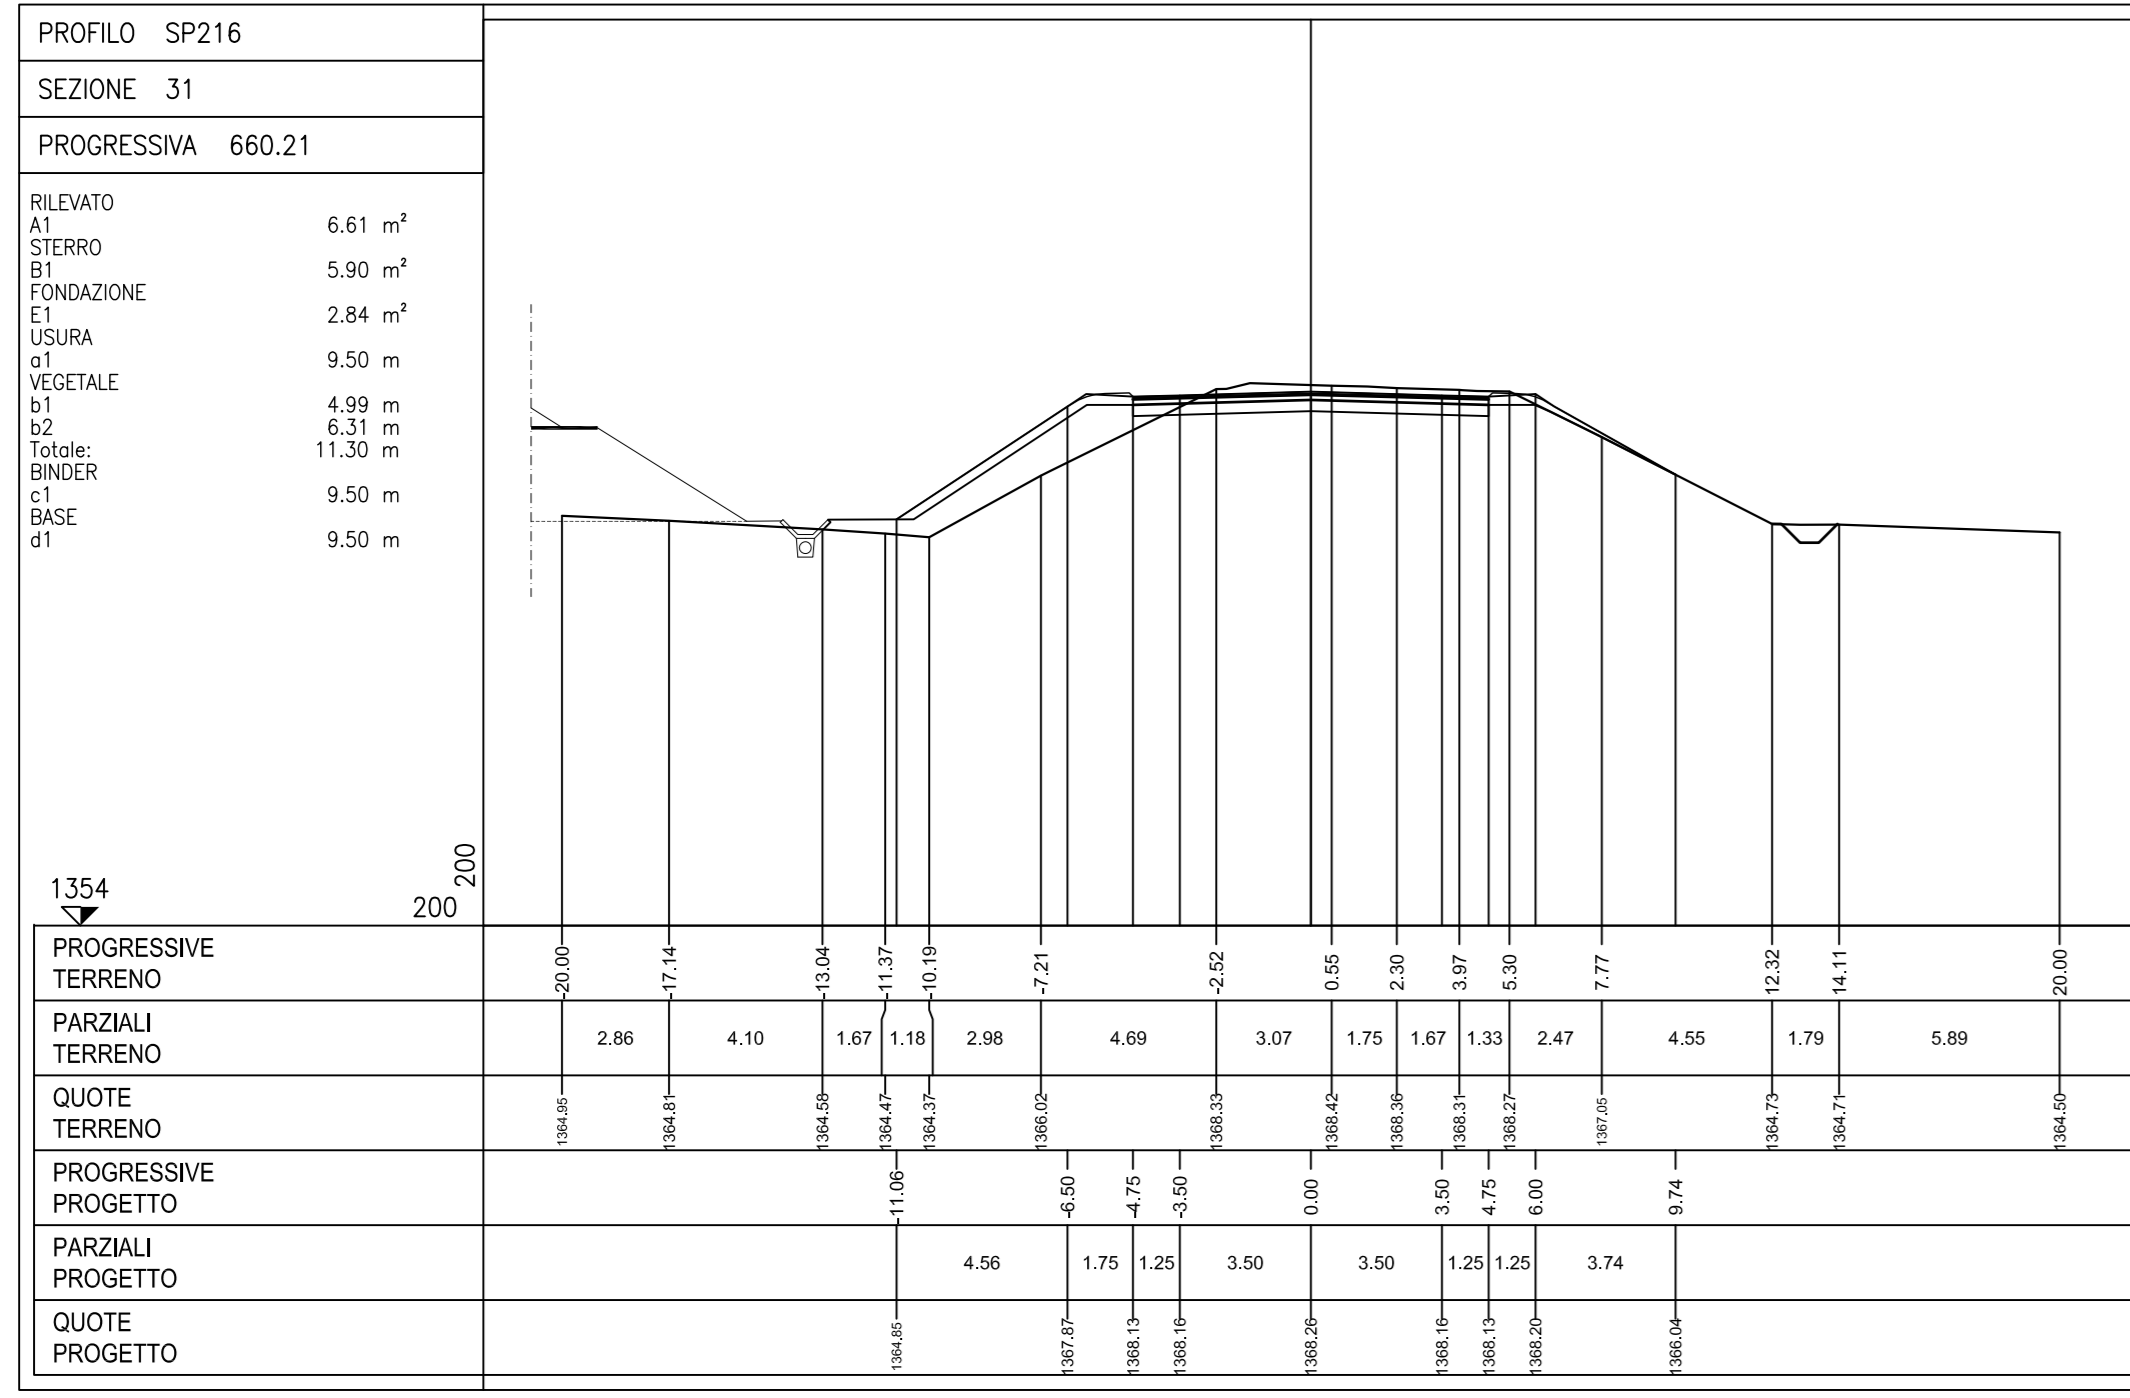 PROFILO SP216
SEZIONE 31
PROGRESSIVA 660.21
RILEVATO
A1 6.61 m²
STERRO
B1 5.90 m²
FONDAZIONE
E1 2.84 m²
USURA
a1 9.50 m
VEGETALE
b1 4.99 m
b2 6.31 m
Totale: 11.30 m
BINDER
c1 9.50 m
BASE
d1 9.50 m
1354
200
200
PROGRESSIVE
TERRENO
-20.00 -17.14 -13.04 -11.37 -10.19 -7.21 -2.52 0.55 2.30 3.97 5.30 7.77 12.32 14.11 20.00
PARZIALI
TERRENO
2.86 4.10 1.67 1.18 2.98 4.69 3.07 1.75 1.67 1.33 2.47 4.55 1.79 5.89
QUOTE
TERRENO
1364.95 1364.81 1364.58 1364.47 1364.37 1366.02 1368.33 1368.42 1368.36 1368.31 1368.27 1367.05 1364.73 1364.71 1364.50
PROGRESSIVE
PROGETTO
-11.06 -6.50 -4.75 -3.50 0.00 3.50 4.75 6.00 9.74
PARZIALI
PROGETTO
4.56 1.75 1.25 3.50 3.50 1.25 1.25 3.74
QUOTE
PROGETTO
1364.85 1367.87 1368.13 1368.16 1368.26 1368.16 1368.13 1368.20 1366.04